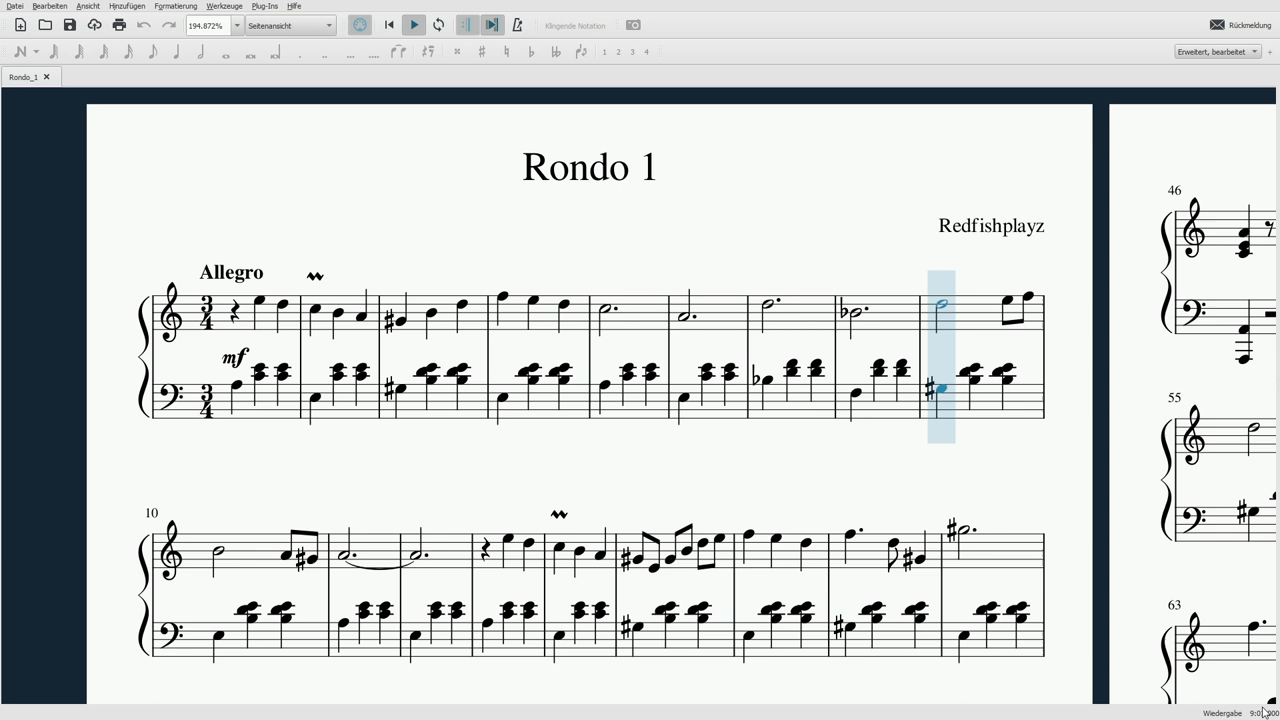 Datei Bearbeiten Ansicht Hinzufügen Formatierung Werkzeuge Plug-Ins Hilfe
194.872% Seitenansicht Klingende Notation Rückmeldung
1 2 3 4 Erweitert, bearbeitet +
Rondo_1
Rondo 1
Redfishplayz
46
Allegro
3
4
mf
3
4
55
10
63
Wiedergabe